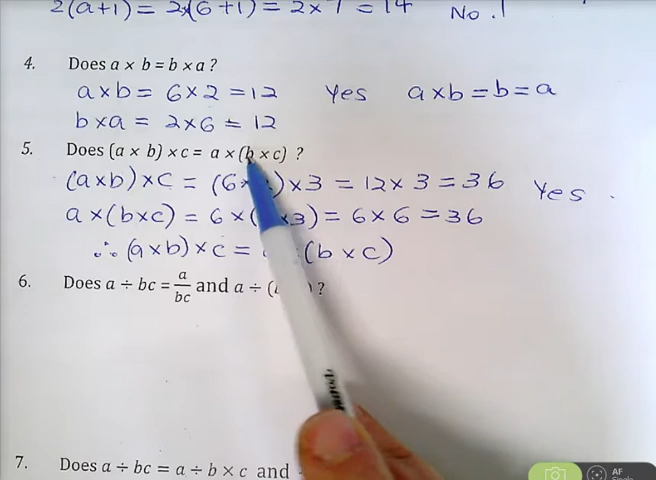 2(a+1) = 2×(6+1) = 2×7 = 14 No.
4. Does a × b = b × a ?
a×b = 6×2 = 12 Yes a×b = b = a
b×a = 2×6 = 12
5. Does (a × b) × c = a × (b × c) ?
(a×b)×c = (6× )×3 = 12×3 = 36 Yes.
a×(b×c) = 6×( ×3) = 6×6 = 36
∴ (a×b)×c = (b×c)
6. Does a ÷ bc = a/bc and a ÷ ( ) ?
7. Does a ÷ bc = a ÷ b × c and
AF
Single